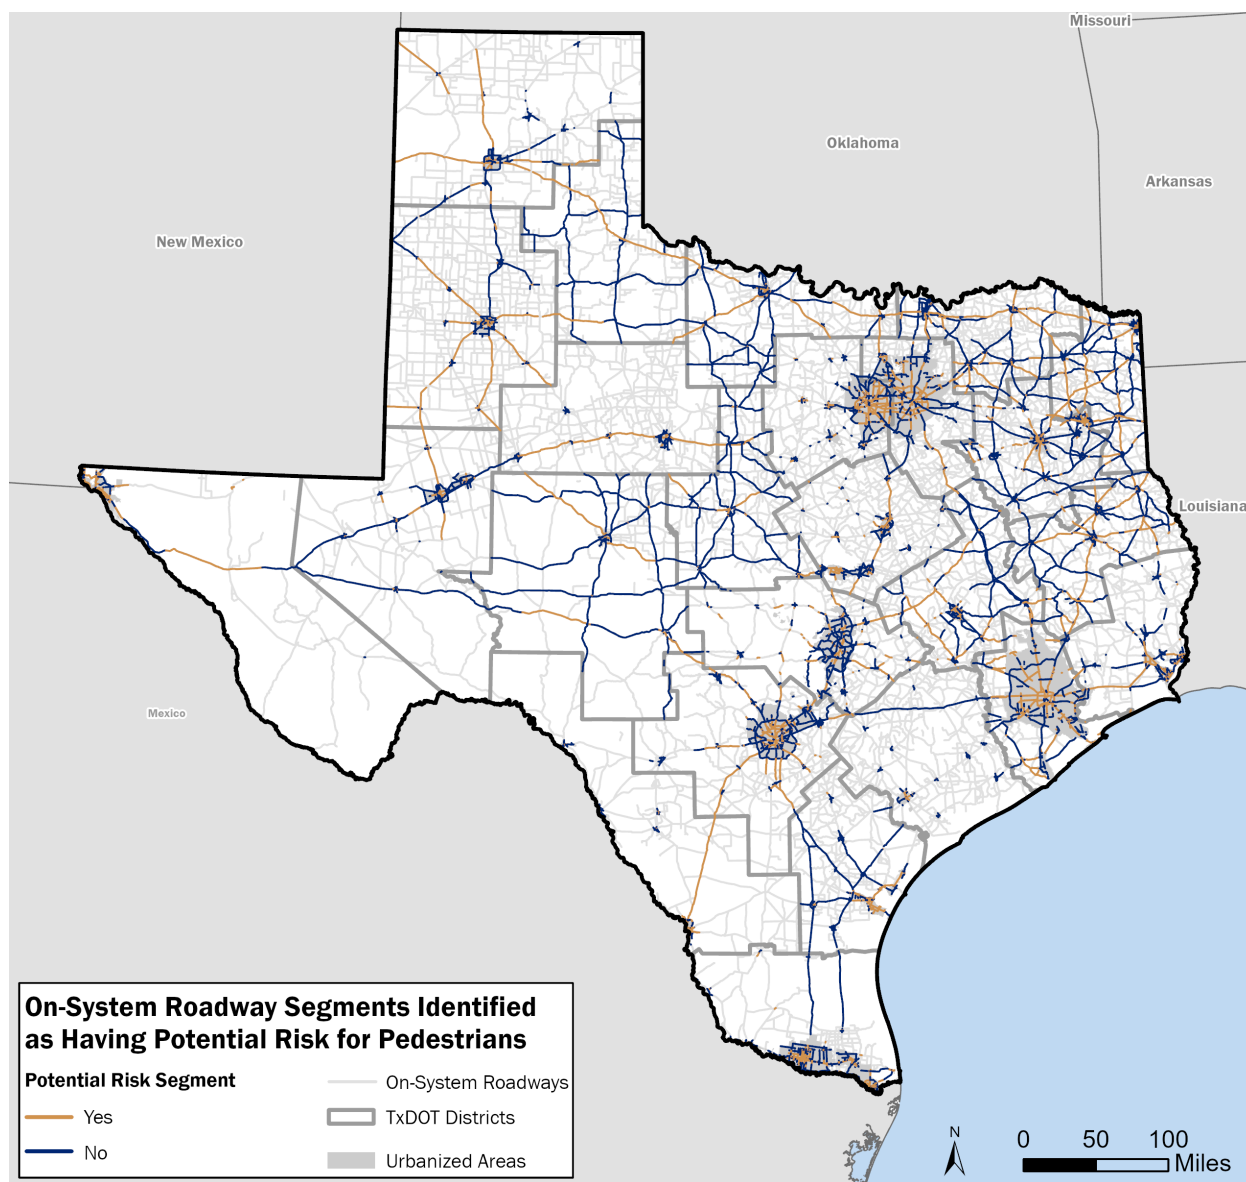 Missouri
Oklahoma
Arkansas
New Mexico
Louisiana
Mexico
On-System Roadway Segments Identified
as Having Potential Risk for Pedestrians
Potential Risk Segment
Yes
No
On-System Roadways
TxDOT Districts
Urbanized Areas
N
0 50 100
Miles